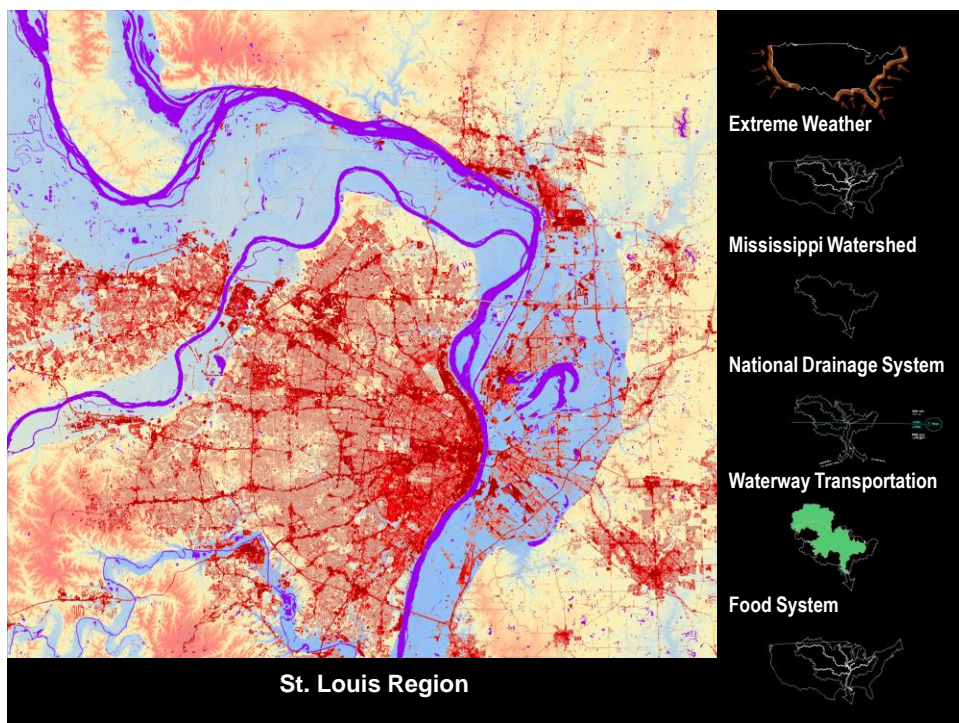 Extreme Weather
Mississippi Watershed
National Drainage System
Waterway Transportation
Food System
St. Louis Region